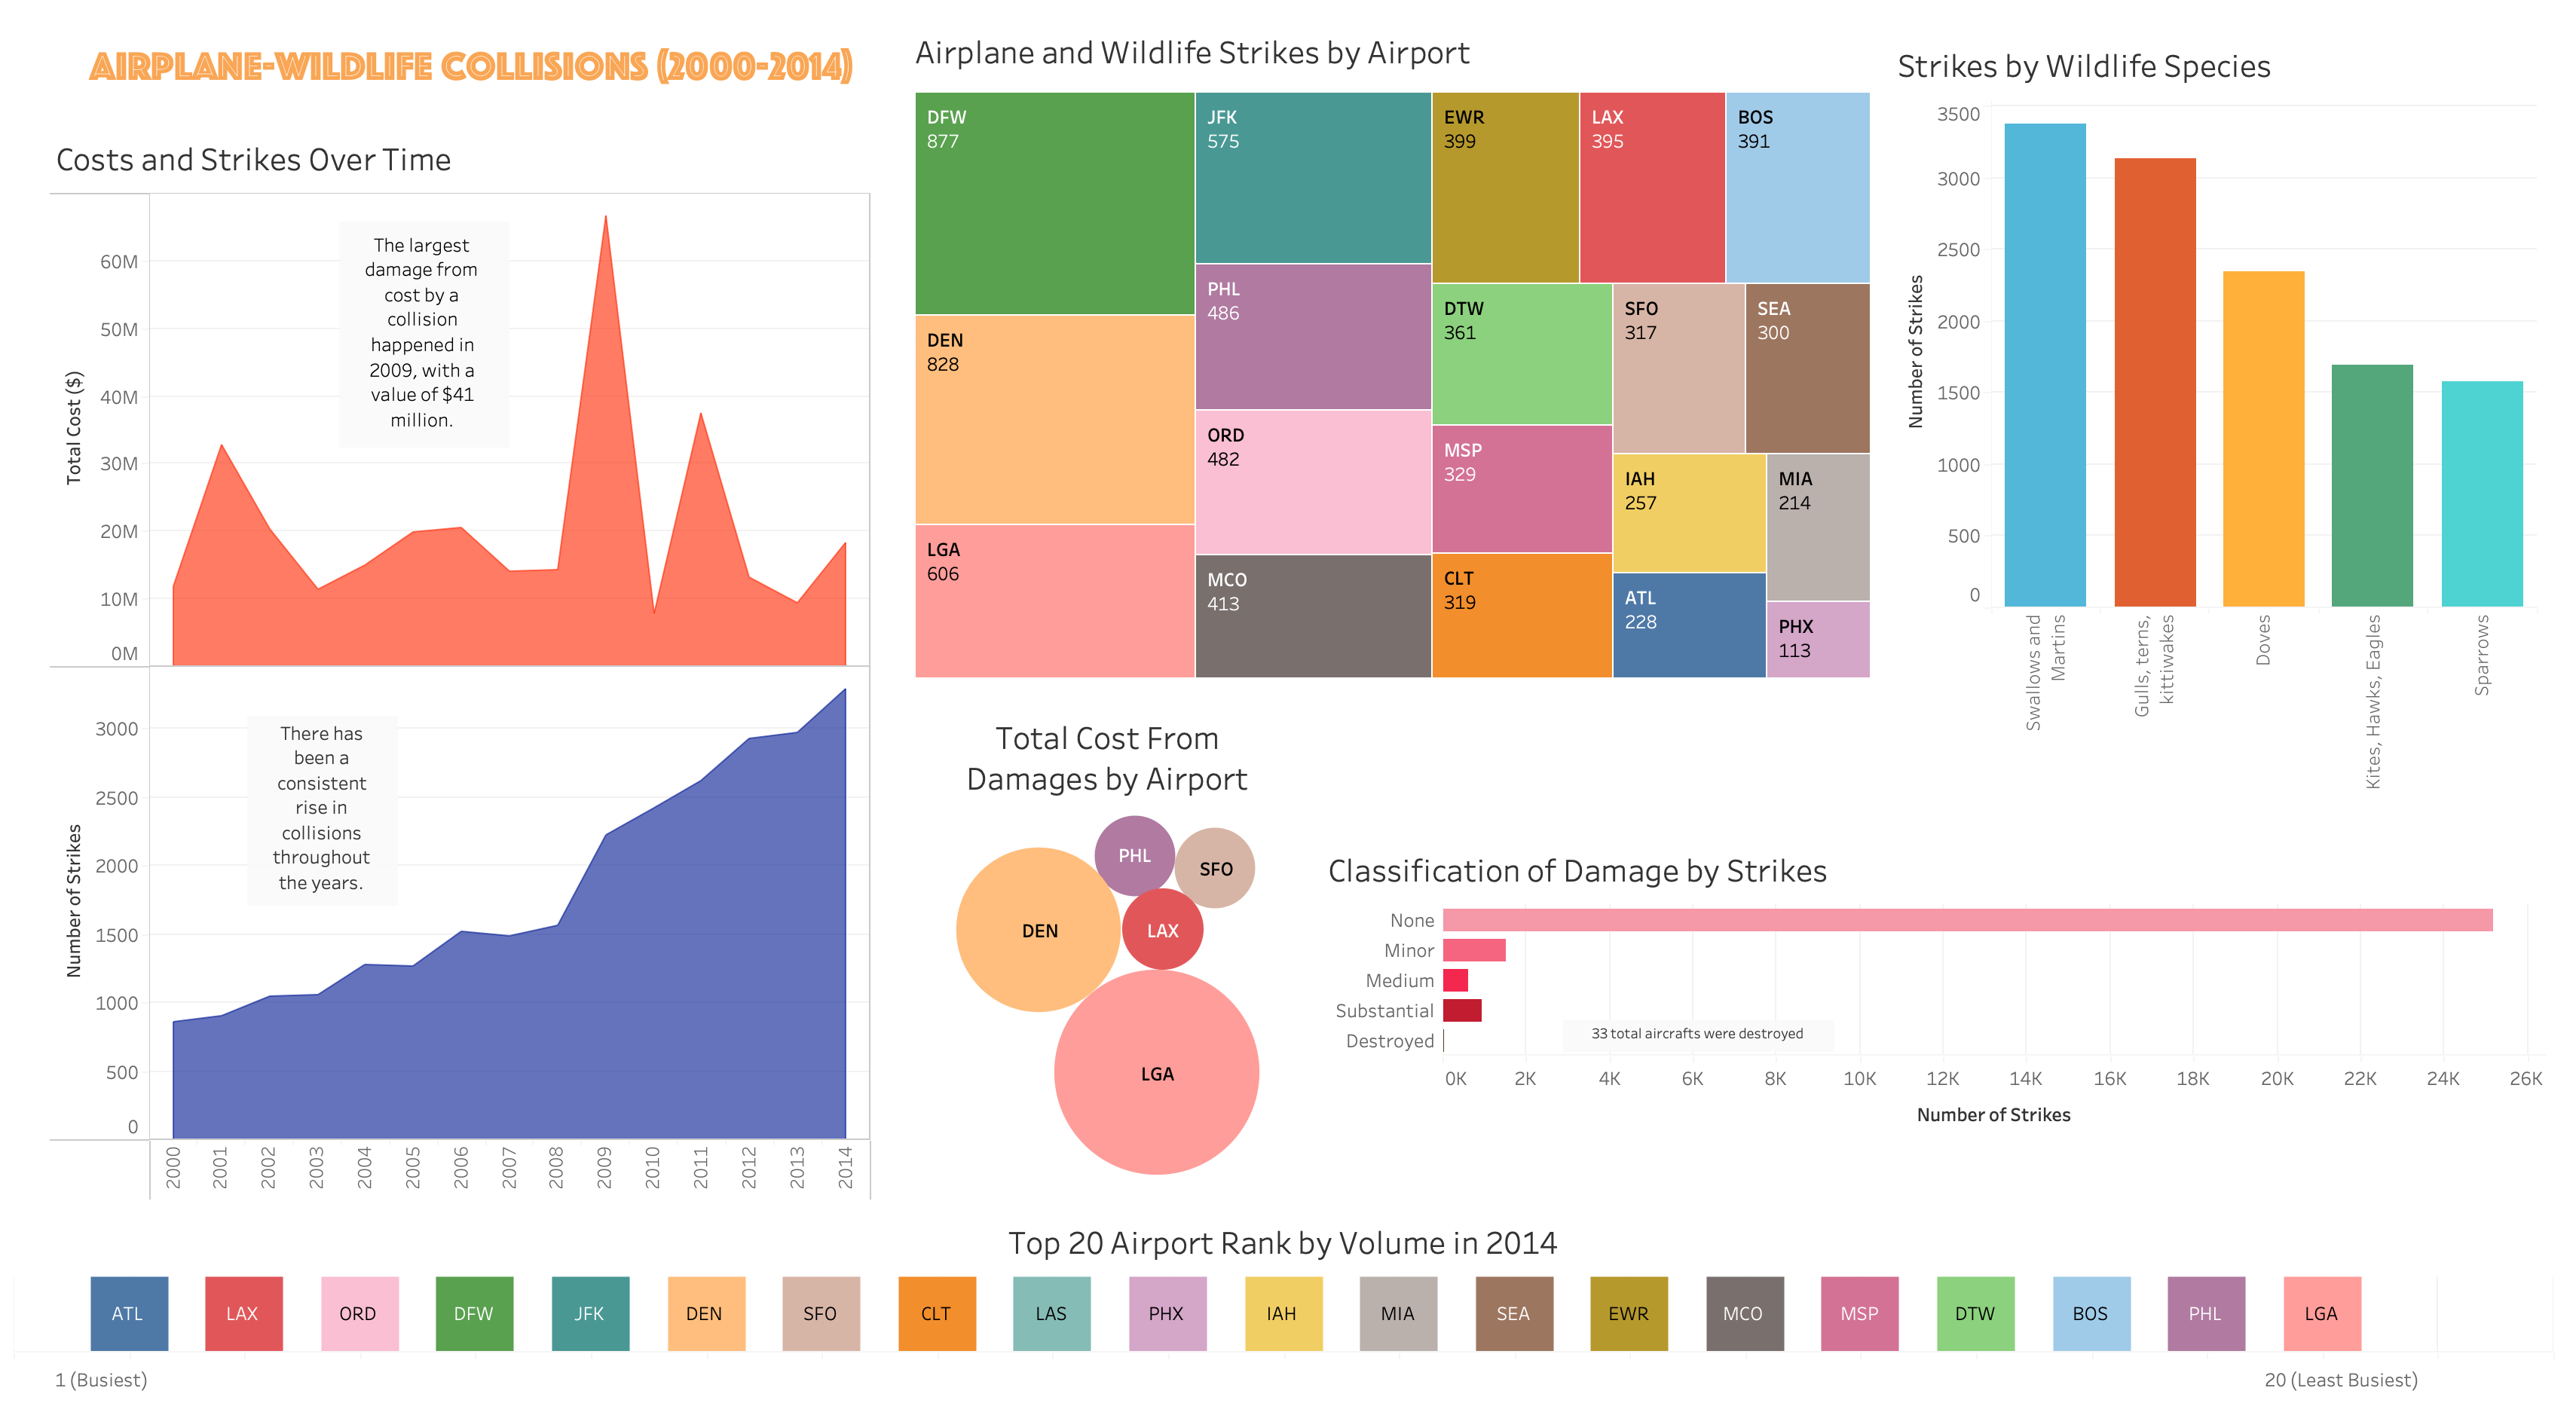 AIRPLANE-WILDLIFE COLLISIONS (2000-2014)
Costs and Strikes Over Time
Total Cost ($)
60M
50M
40M
30M
20M
10M
0M
The largest
damage from
cost by a
collision
happened in
2009, with a
value of $41
million.
Number of Strikes
3000
2500
2000
1500
1000
500
0
There has
been a
consistent
rise in
collisions
throughout
the years.
2000
2001
2002
2003
2004
2005
2006
2007
2008
2009
2010
2011
2012
2013
2014
Airplane and Wildlife Strikes by Airport
DFW
877
DEN
828
LGA
606
JFK
575
PHL
486
ORD
482
MCO
413
EWR
399
LAX
395
BOS
391
DTW
361
MSP
329
CLT
319
SFO
317
SEA
300
IAH
257
ATL
228
MIA
214
PHX
113
Strikes by Wildlife Species
Number of Strikes
3500
3000
2500
2000
1500
1000
500
0
Swallows and
Martins
Gulls, terns,
kittiwakes
Doves
Kites, Hawks, Eagles
Sparrows
Total Cost From
Damages by Airport
PHL
SFO
DEN
LAX
LGA
Classification of Damage by Strikes
None
Minor
Medium
Substantial
Destroyed
33 total aircrafts were destroyed
0K
2K
4K
6K
8K
10K
12K
14K
16K
18K
20K
22K
24K
26K
Number of Strikes
Top 20 Airport Rank by Volume in 2014
ATL
LAX
ORD
DFW
JFK
DEN
SFO
CLT
LAS
PHX
IAH
MIA
SEA
EWR
MCO
MSP
DTW
BOS
PHL
LGA
1 (Busiest)
20 (Least Busiest)